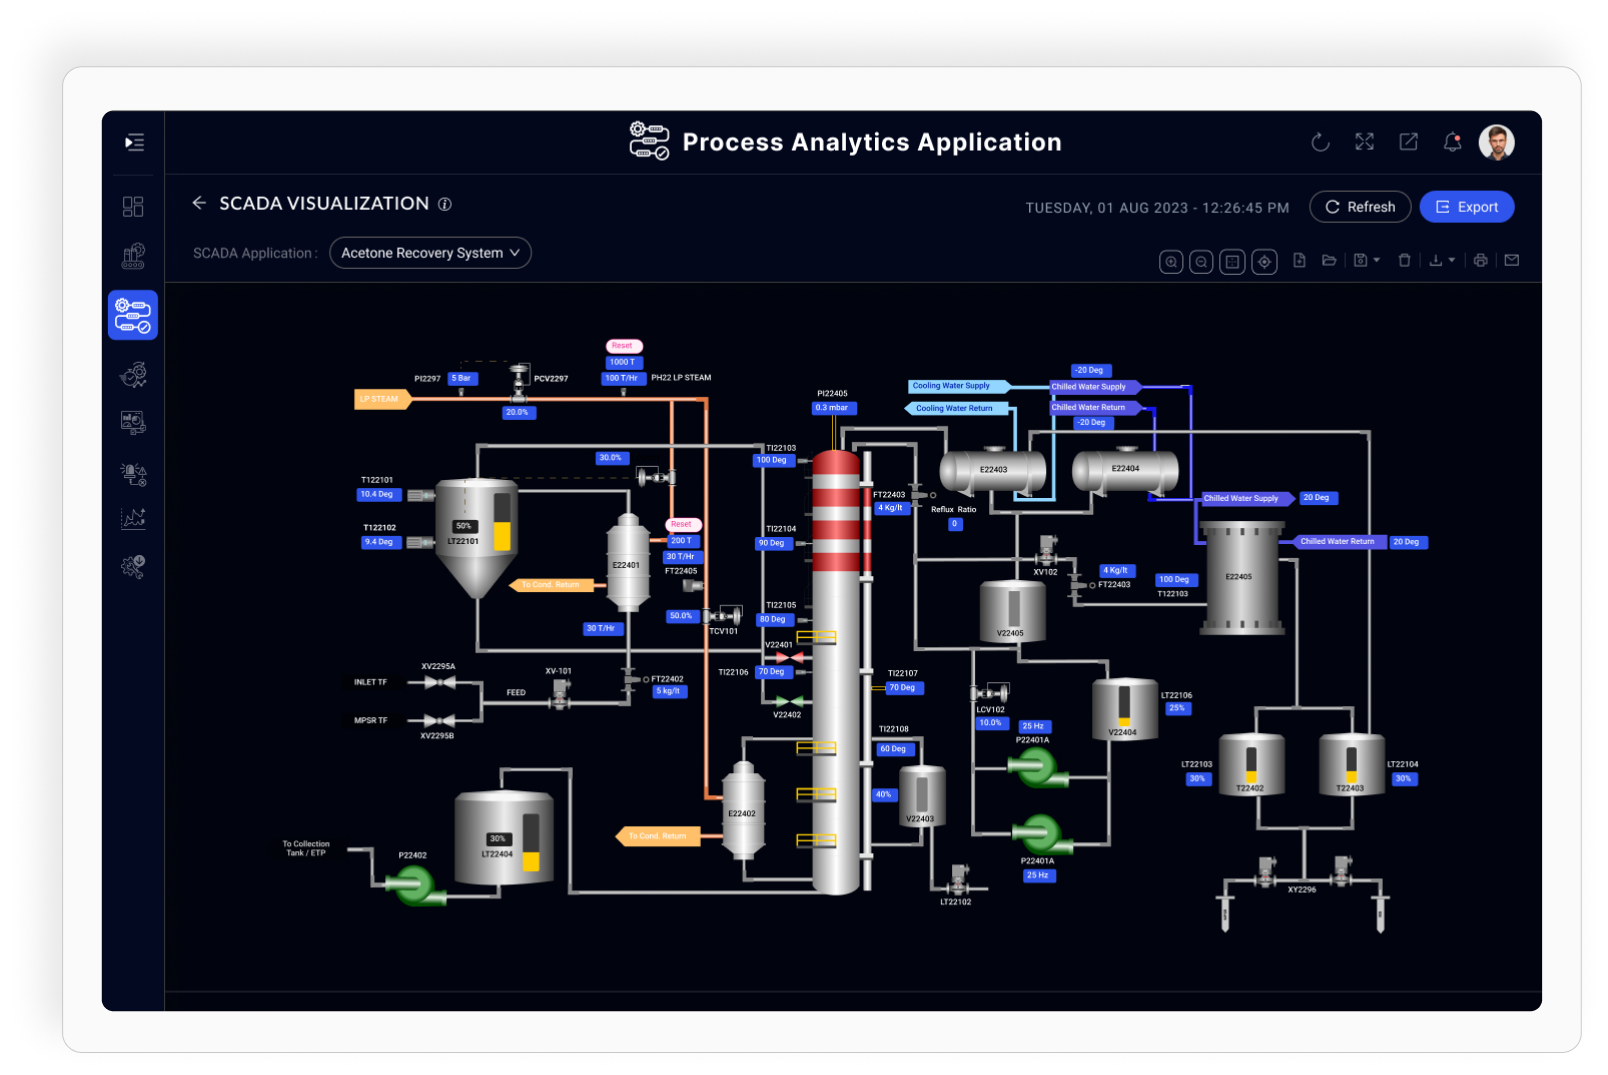 Process Analytics Application
SCADA VISUALIZATION
TUESDAY, 01 AUG 2023 - 12:26:45 PM
Refresh
Export
SCADA Application :
Acetone Recovery System
Reset
1000 T
PI2297
5 Bar
PCV2297
100 T/Hr
PH22 LP STEAM
LP STEAM
20.0%
PI22405
0.3 mbar
-20 Deg
Cooling Water Supply
Chilled Water Supply
Cooling Water Return
Chilled Water Return
-20 Deg
TI22103
100 Deg
30.0%
E22403
E22404
T122101
10.4 Deg
FT22403
4 Kg/lt
Reflux Ratio
0
Chilled Water Supply
20 Deg
50%
LT22101
T122102
9.4 Deg
Reset
200 T
30 T/Hr
FT22405
TI22104
90 Deg
Chilled Water Return
20 Deg
E22401
To Cond. Return
XV102
4 Kg/lt
FT22403
100 Deg
T122103
E22405
TI22105
80 Deg
50.0%
TCV101
30 T/Hr
V22405
V22401
XV2295A
XV-101
FT22402
5 kg/lt
TI22106
70 Deg
TI22107
70 Deg
INLET TF
FEED
MPSR TF
XV2295B
V22402
LCV102
10.0%
LT22106
25%
V22404
25 Hz
P22401A
TI22108
60 Deg
LT22103
30%
T22402
T22403
LT22104
30%
40%
E22402
V22403
To Cond. Return
30%
LT22404
To Collection
Tank / ETP
P22402
P22401A
25 Hz
LT22102
XY2296